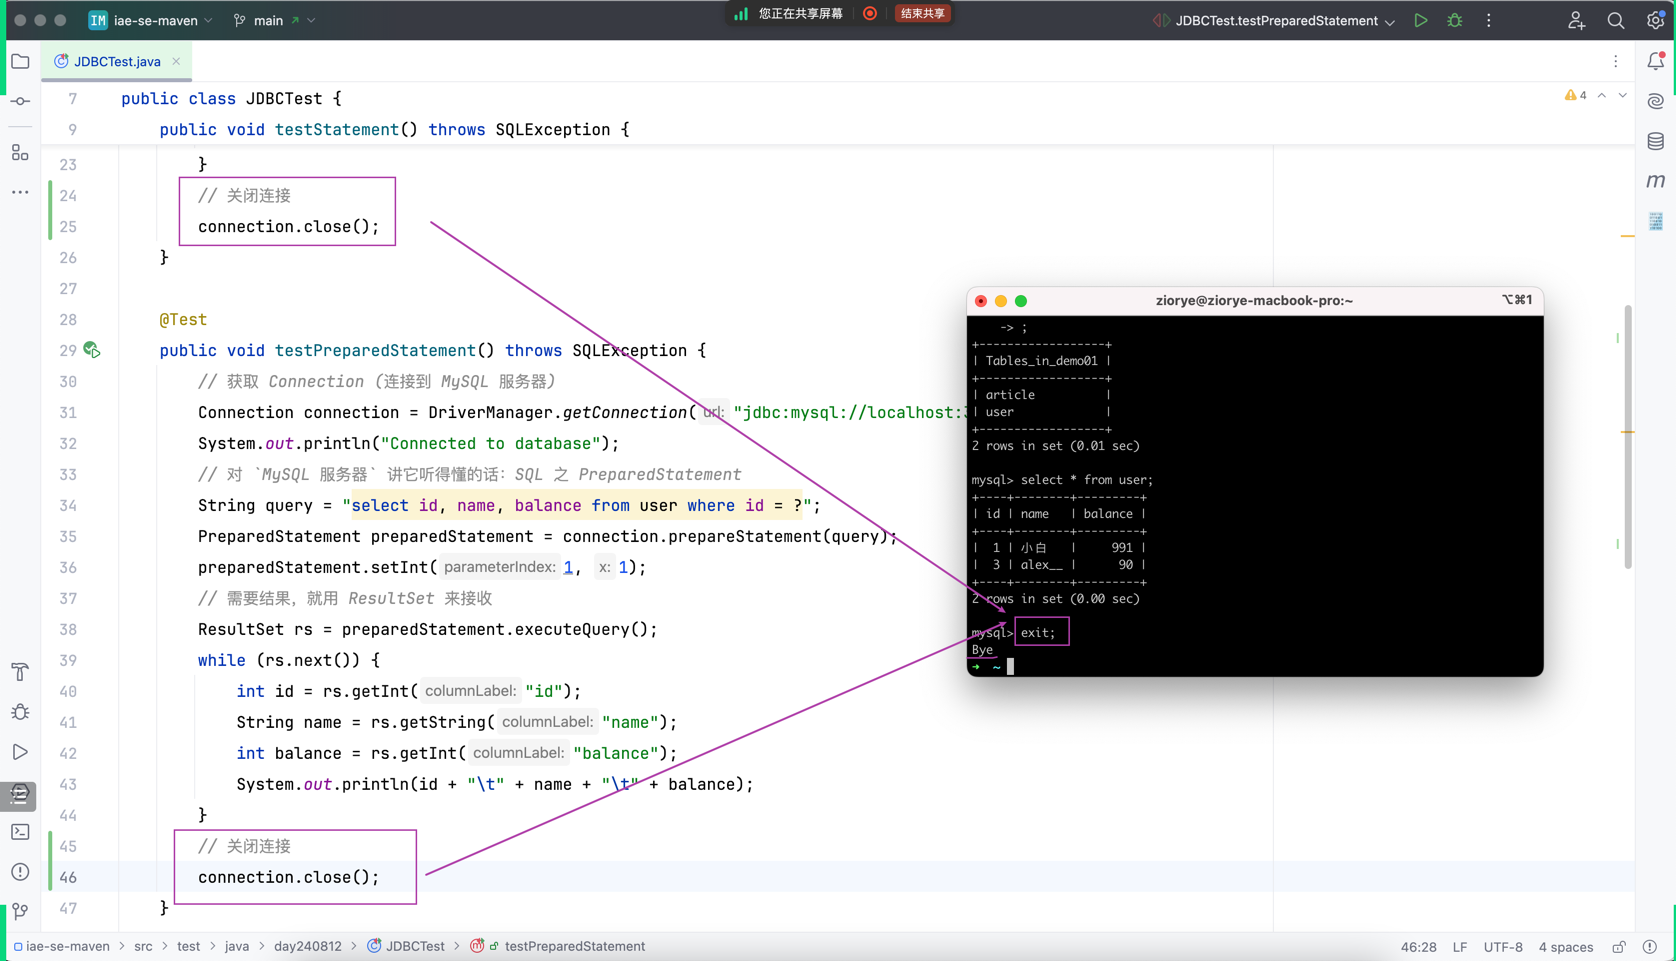 IM iae-se-maven
main
您正在共享屏幕
结束共享
JDBCTest.testPreparedStatement
JDBCTest.java
4
7 public class JDBCTest {
9 public void testStatement() throws SQLException {
23 }
24 // 关闭连接
25 connection.close();
26 }
27
28 @Test
29 public void testPreparedStatement() throws SQLException {
30 // 获取 Connection (连接到 MySQL 服务器)
31 Connection connection = DriverManager.getConnection( url: "jdbc:mysql://localhost:
32 System.out.println("Connected to database");
33 // 对 `MySQL 服务器` 讲它听得懂的话：SQL 之 PreparedStatement
34 String query = "select id, name, balance from user where id = ?";
35 PreparedStatement preparedStatement = connection.prepareStatement(query);
36 preparedStatement.setInt( parameterIndex: 1, x: 1);
37 // 需要结果，就用 ResultSet 来接收
38 ResultSet rs = preparedStatement.executeQuery();
39 while (rs.next()) {
40 int id = rs.getInt( columnLabel: "id");
41 String name = rs.getString( columnLabel: "name");
42 int balance = rs.getInt( columnLabel: "balance");
43 System.out.println(id + "\t" + name + "\t" + balance);
44 }
45 // 关闭连接
46 connection.close();
47 }
ziorye@ziorye-macbook-pro:~ ⌥⌘1
-> ;
+------------------+
| Tables_in_demo01 |
+------------------+
| article |
| user |
+------------------+
2 rows in set (0.01 sec)
mysql> select * from user;
+----+--------+---------+
| id | name | balance |
+----+--------+---------+
| 1 | 小白 | 991 |
| 3 | alex__ | 90 |
+----+--------+---------+
2 rows in set (0.00 sec)
mysql> exit;
Bye
➜ ~
m
iae-se-maven > src > test > java > day240812 > JDBCTest > testPreparedStatement
46:28 LF UTF-8 4 spaces